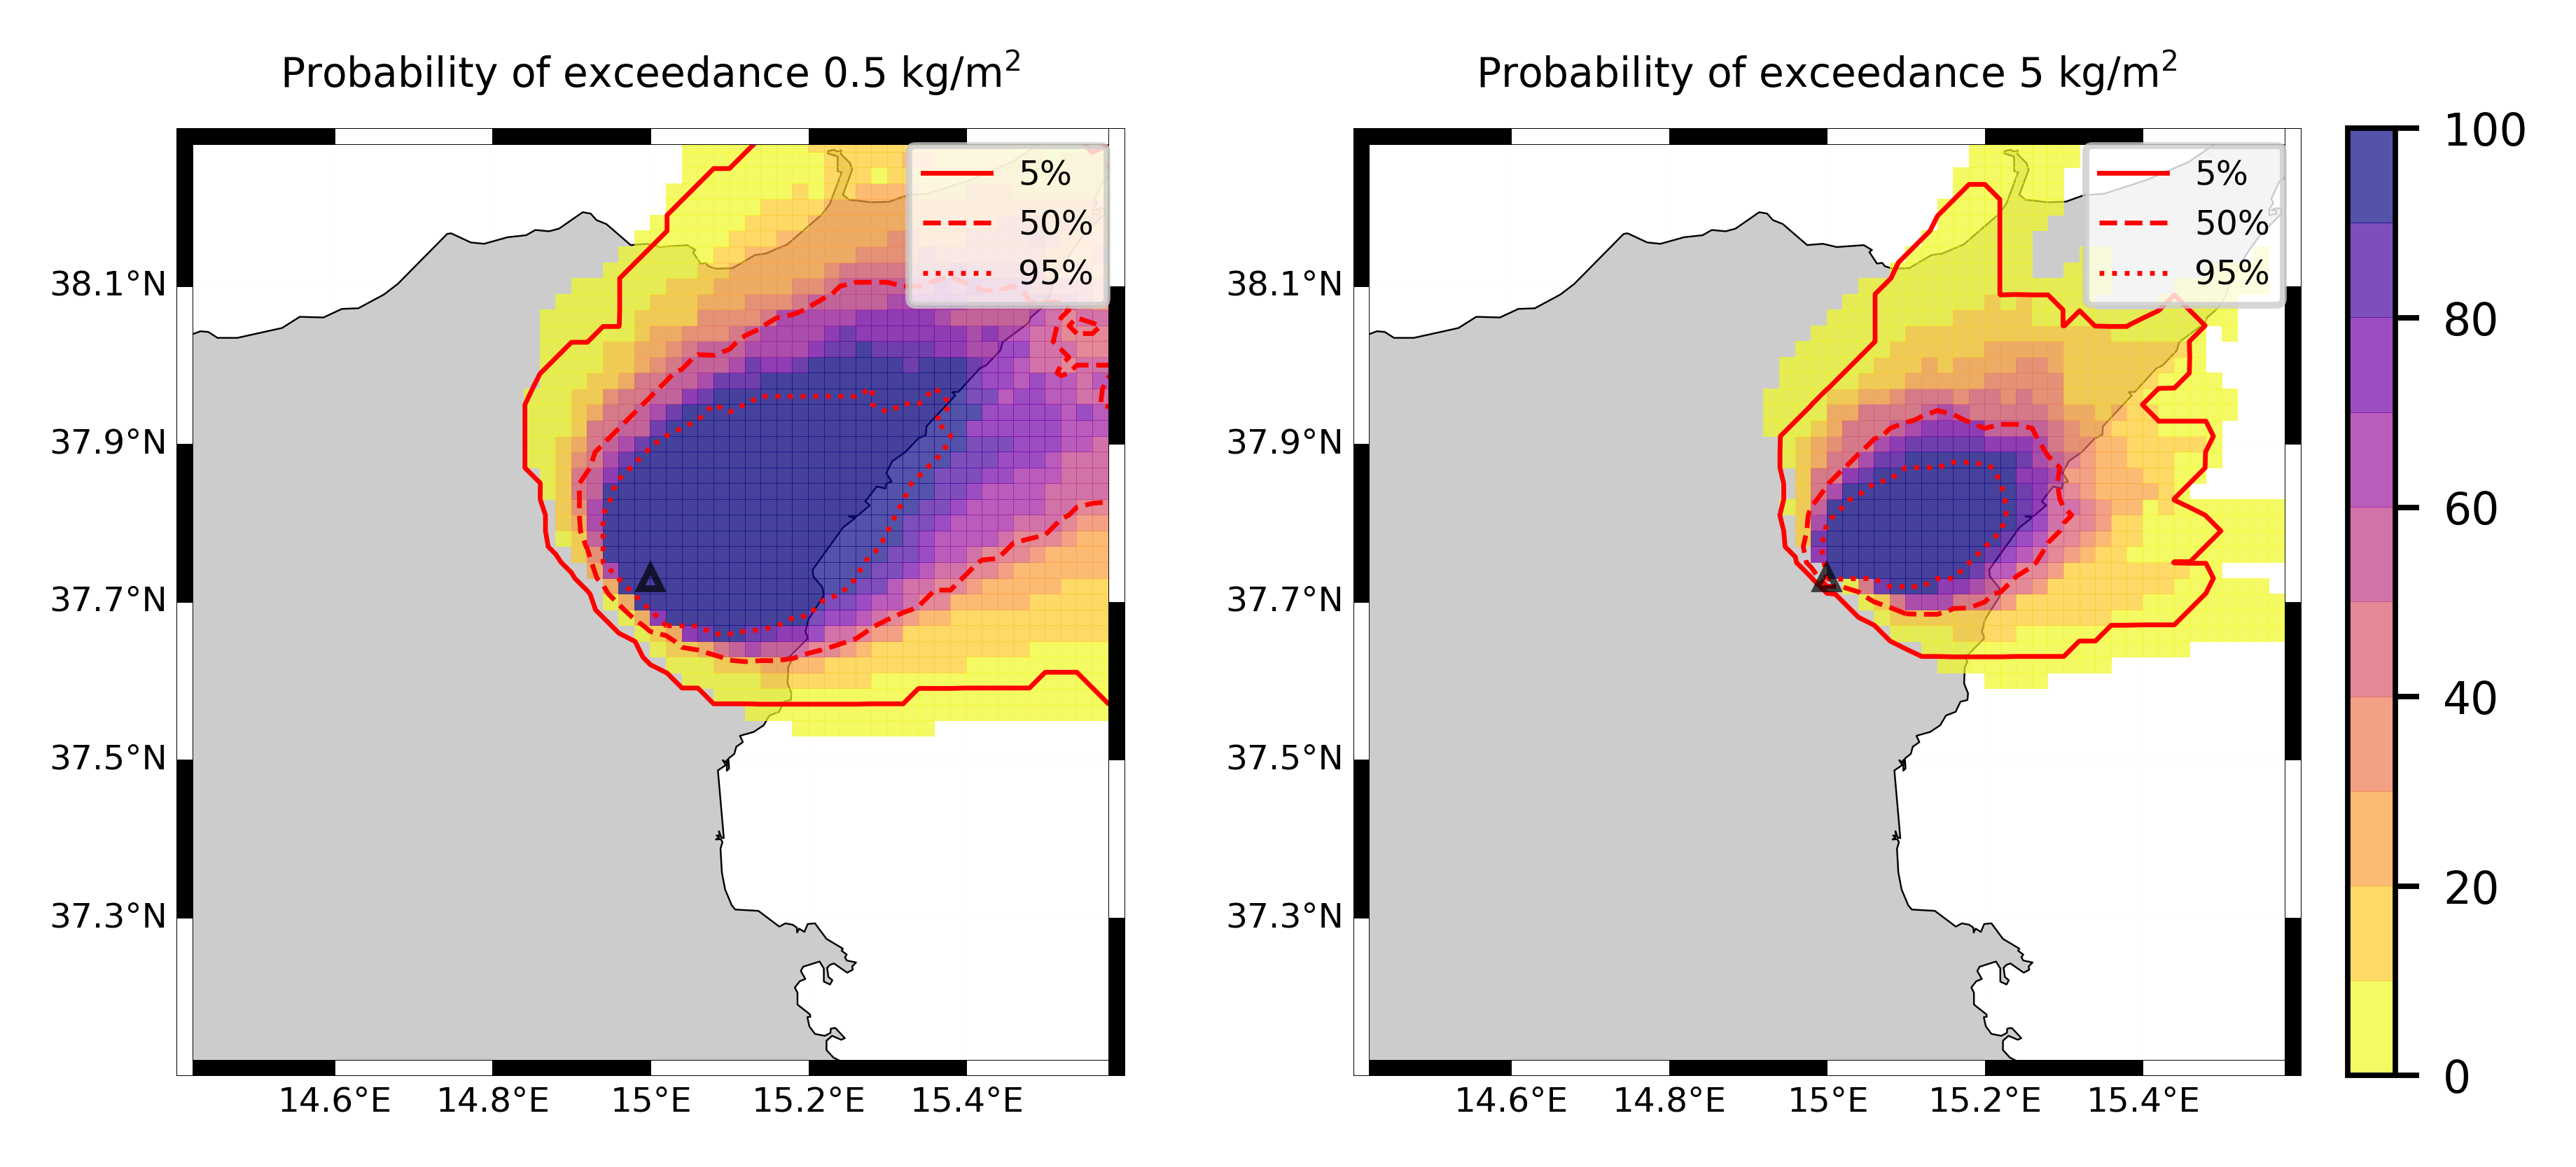 Probability of exceedance 0.5 kg/m²
5%
50%
95%
38.1°N
37.9°N
37.7°N
37.5°N
37.3°N
14.6°E 14.8°E 15°E 15.2°E 15.4°E
Probability of exceedance 5 kg/m²
5%
50%
95%
38.1°N
37.9°N
37.7°N
37.5°N
37.3°N
14.6°E 14.8°E 15°E 15.2°E 15.4°E
100
80
60
40
20
0